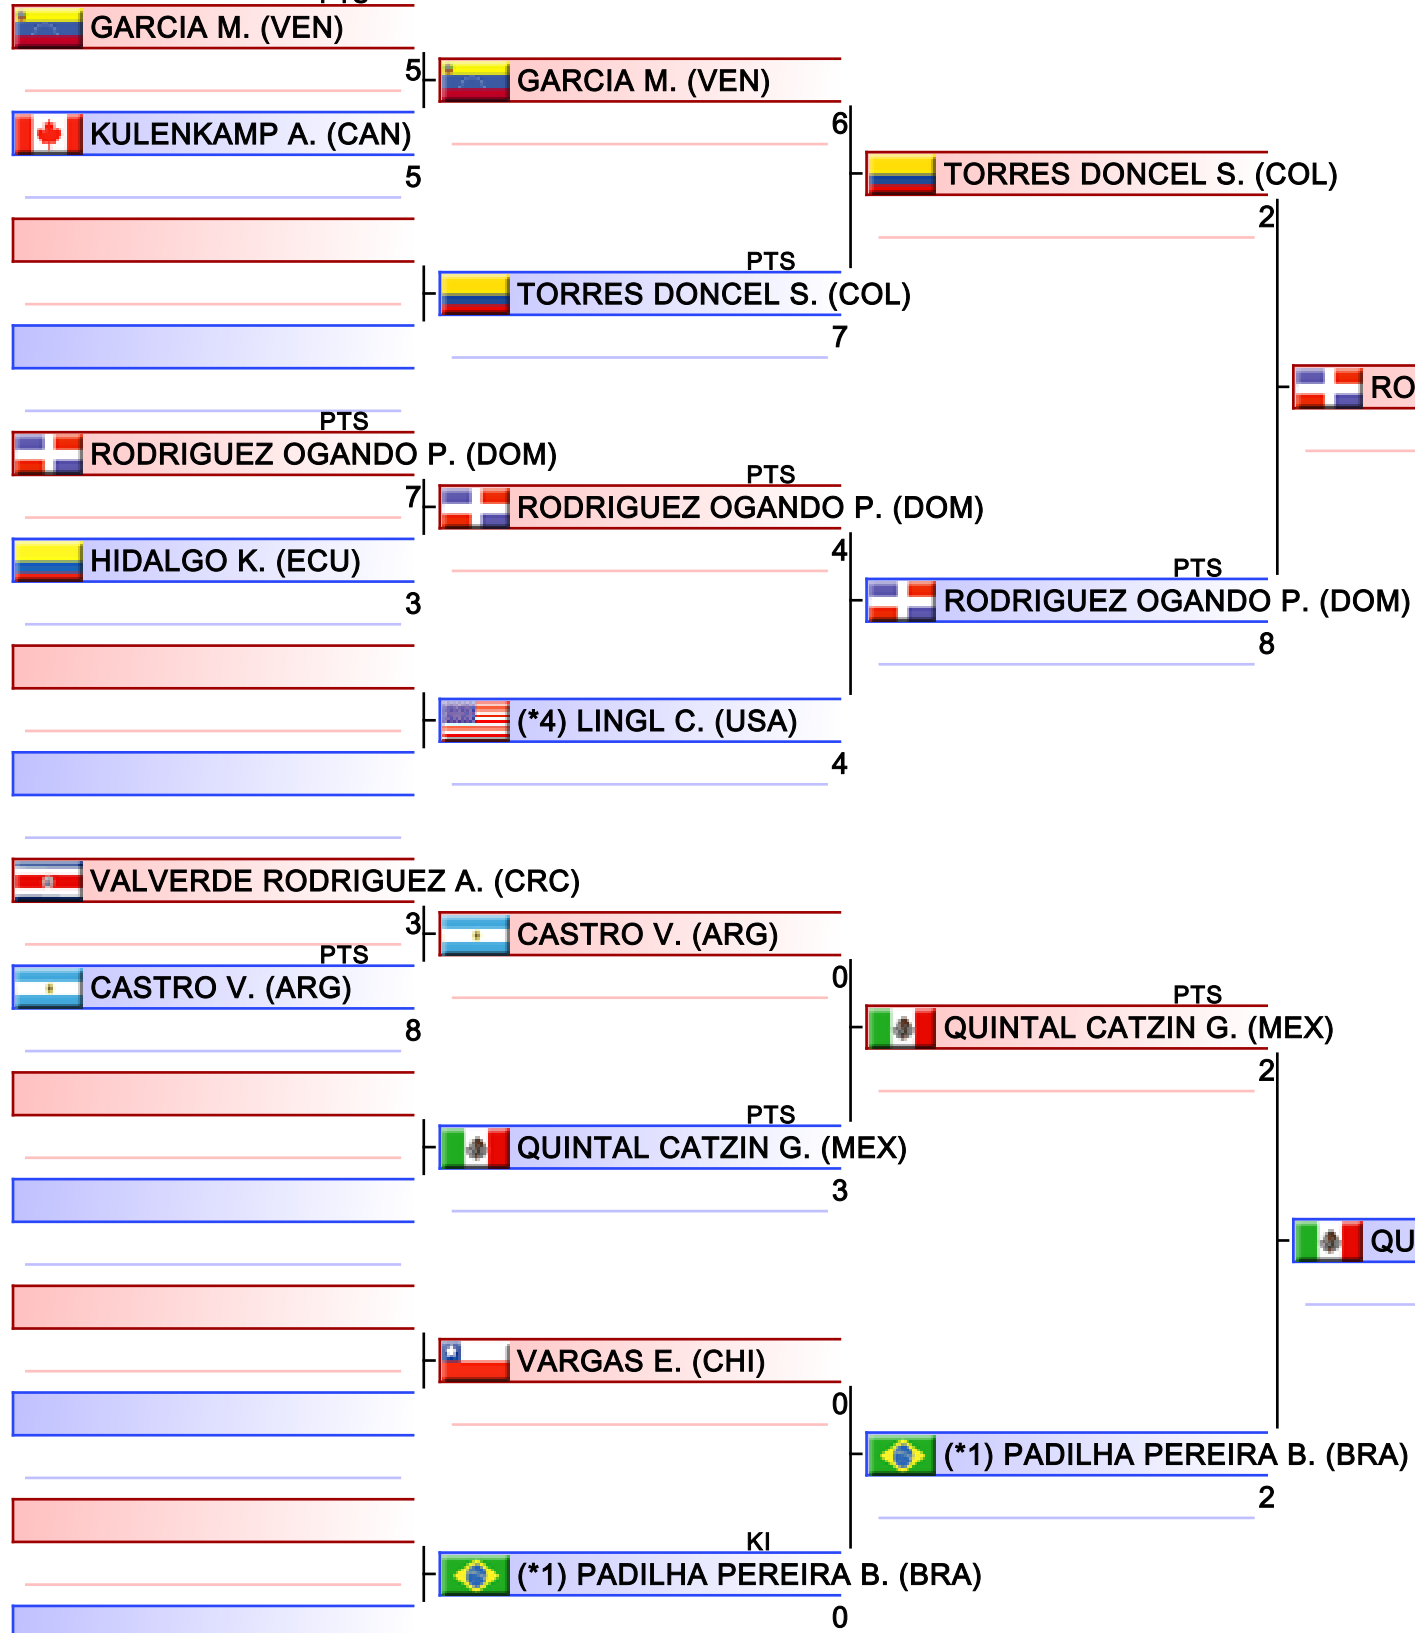 PTS
GARCIA M. (VEN)
5
KULENKAMP A. (CAN)
5
PTS
RODRIGUEZ OGANDO P. (DOM)
7
HIDALGO K. (ECU)
3
VALVERDE RODRIGUEZ A. (CRC)
3
PTS
CASTRO V. (ARG)
8
GARCIA M. (VEN)
6
PTS
TORRES DONCEL S. (COL)
7
PTS
RODRIGUEZ OGANDO P. (DOM)
4
(*4) LINGL C. (USA)
4
CASTRO V. (ARG)
0
PTS
QUINTAL CATZIN G. (MEX)
3
VARGAS E. (CHI)
0
KI
(*1) PADILHA PEREIRA B. (BRA)
0
TORRES DONCEL S. (COL)
2
PTS
RODRIGUEZ OGANDO P. (DOM)
8
PTS
QUINTAL CATZIN G. (MEX)
2
(*1) PADILHA PEREIRA B. (BRA)
2
RO
QU